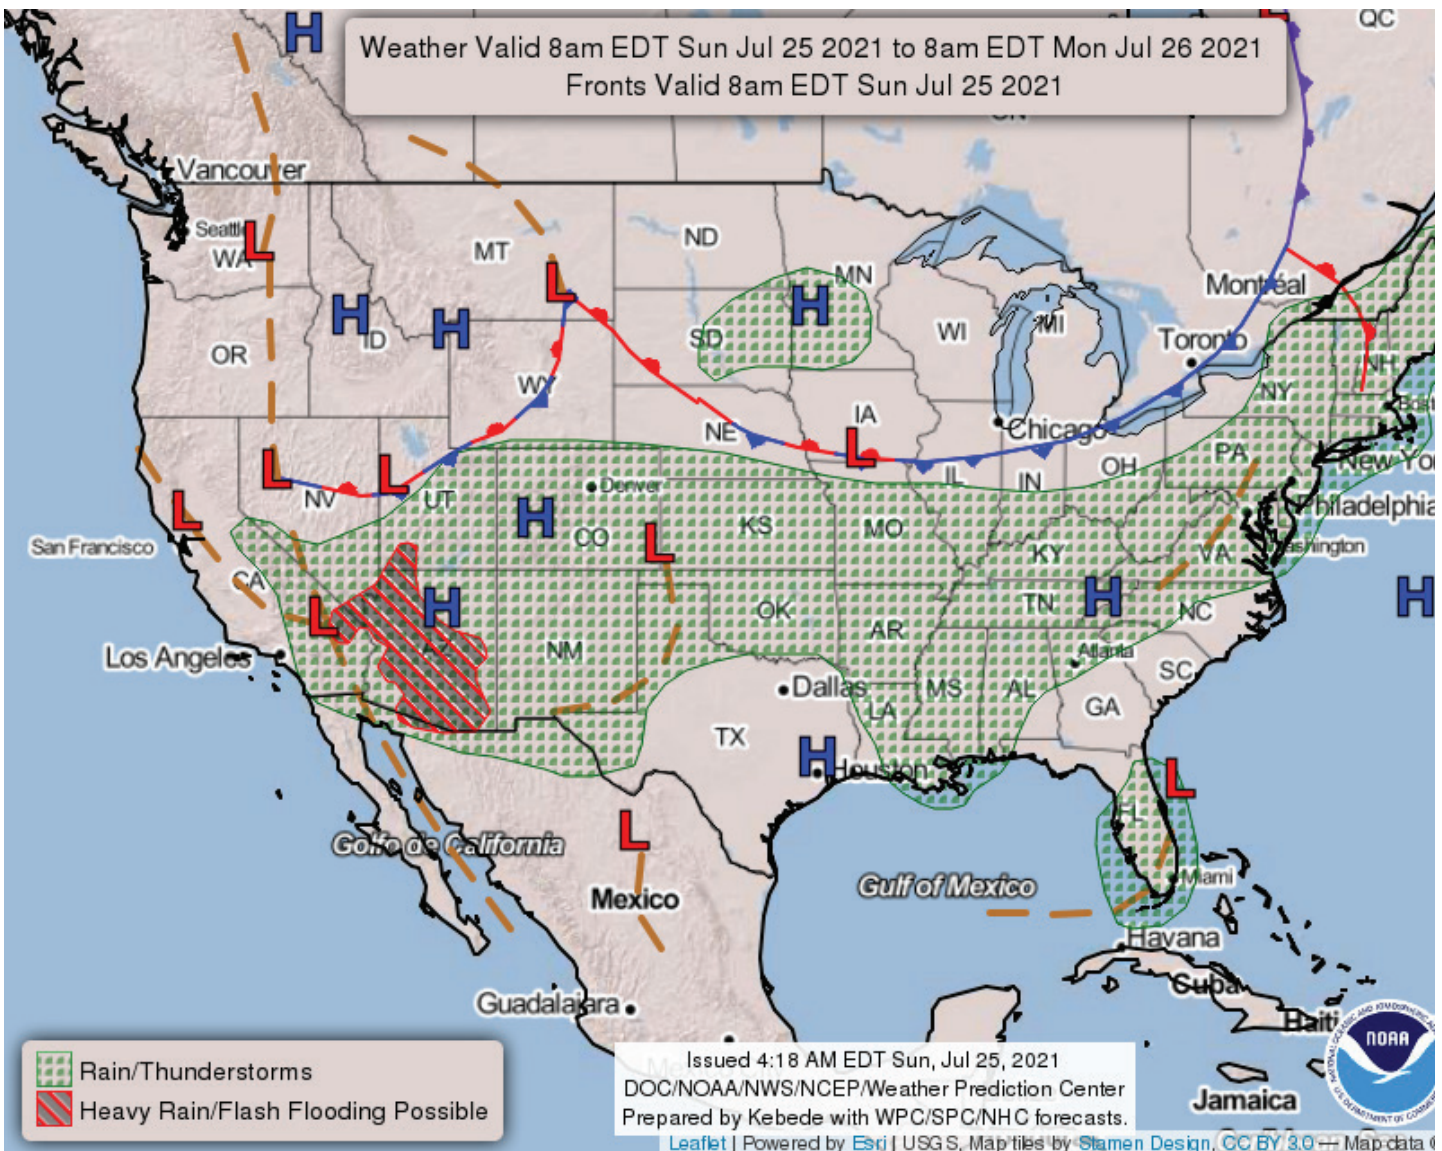 Weather Valid 8am EDT Sun Jul 25 2021 to 8am EDT Mon Jul 26 2021
Fronts Valid 8am EDT Sun Jul 25 2021
QC
H
L
Vancouver
Seattle
WA
L
MT
ND
MN
Montréal
L
H
ID
H
OR
SD
H
WI
MI
Toronto
NH
WY
NE
IA
NY
Chicago
L
PA
OH
IL
IN
New Yo
L
NV
L
UT
Denver
L
H
CO
KS
MO
Philadelphia
San Francisco
L
KY
VA
ashington
CA
H
OK
TN
H
NC
H
L
AZ
NM
AR
Los Angeles
Atlanta
SC
Dallas
LA
MS
AL
GA
TX
H
Houston
L
FL
L
Golfo de California
Mexico
Gulf of Mexico
Miami
Havana
Cuba
Guadalajara
Haiti
NOAA
Jamaica
Rain/Thunderstorms
Heavy Rain/Flash Flooding Possible
Issued 4:18 AM EDT Sun, Jul 25, 2021
DOC/NOAA/NWS/NCEP/Weather Prediction Center
Prepared by Kebede with WPC/SPC/NHC forecasts.
Leaflet | Powered by Esri | USGS, Map tiles by Stamen Design, CC BY 3.0 — Map data ©